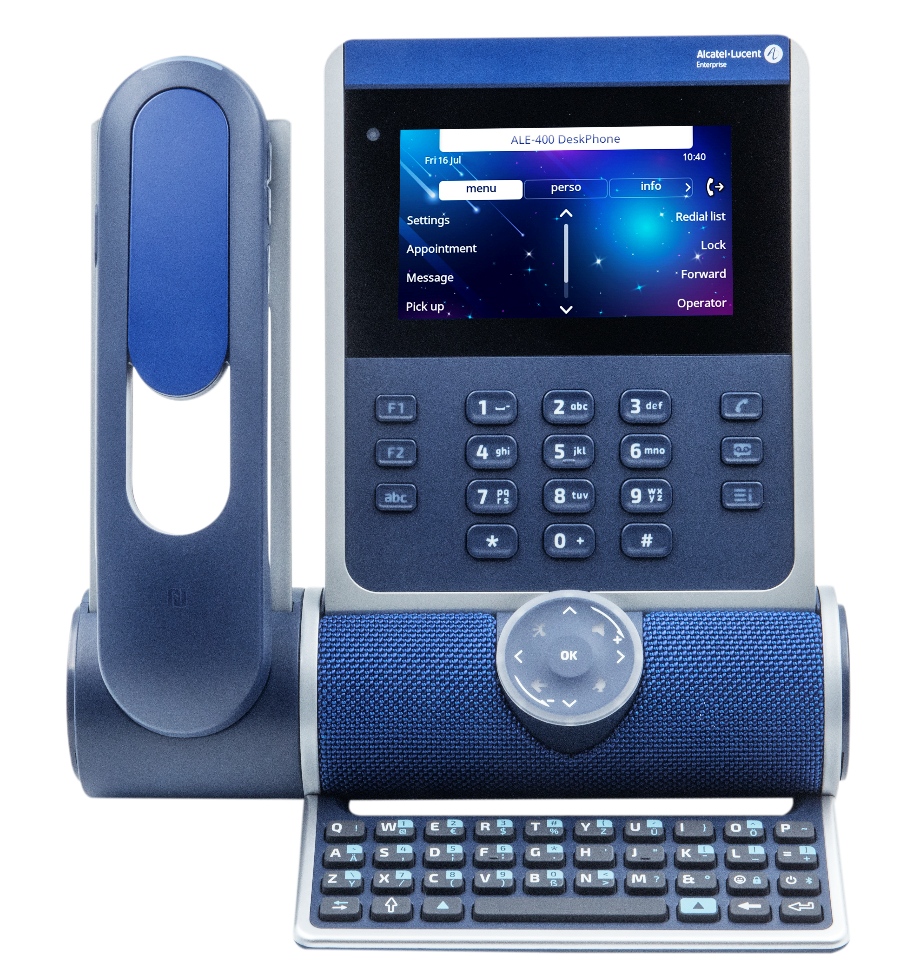 Alcatel·Lucent
Enterprise
ALE-400 DeskPhone
Fri 16 Jul 10:40
menu perso info
Settings Redial list
Appointment Lock
Message Forward
Pick up Operator
F1 1 2 abc 3 def
F2 4 ghi 5 jkl 6 mno
abc 7 pqrs 8 tuv 9 wxyz
* 0 + #
OK
Q W E R T Y U I O P
A S D F G H J K L =
Z X C V B N M &